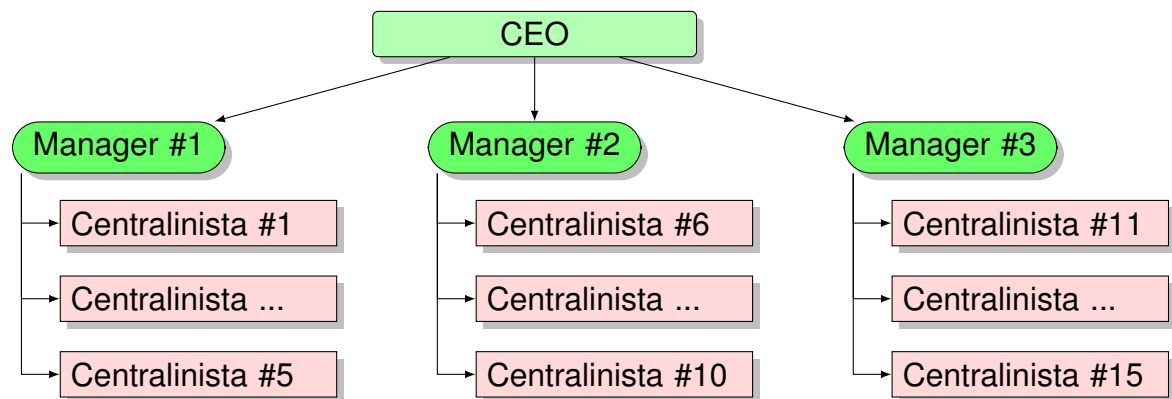 CEO
Manager #1
Manager #2
Manager #3
Centralinista #1
Centralinista #6
Centralinista #11
Centralinista ...
Centralinista ...
Centralinista ...
Centralinista #5
Centralinista #10
Centralinista #15